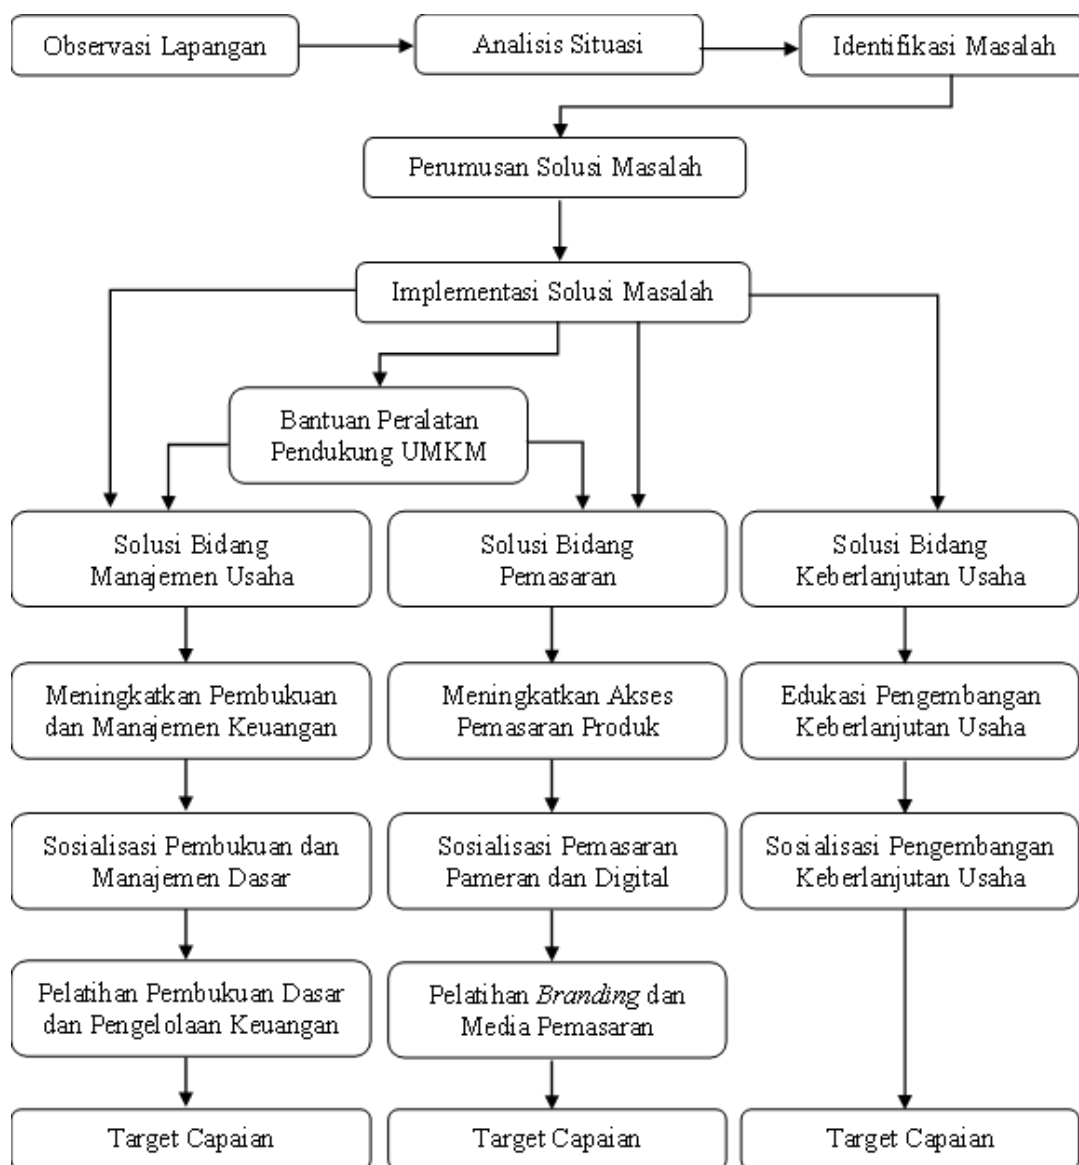 Observasi Lapangan
Analisis Situasi
Identifikasi Masalah
Perumusan Solusi Masalah
Implementasi Solusi Masalah
Bantuan Peralatan
Pendukung UMKM
Solusi Bidang
Manajemen Usaha
Solusi Bidang
Pemasaran
Solusi Bidang
Keberlanjutan Usaha
Meningkatkan Pembukuan
dan Manajemen Keuangan
Meningkatkan Akses
Pemasaran Produk
Edukasi Pengembangan
Keberlanjutan Usaha
Sosialisasi Pembukuan dan
Manajemen Dasar
Sosialisasi Pemasaran
Pameran dan Digital
Sosialisasi Pengembangan
Keberlanjutan Usaha
Pelatihan Pembukuan Dasar
dan Pengelolaan Keuangan
Pelatihan Branding dan
Media Pemasaran
Target Capaian
Target Capaian
Target Capaian